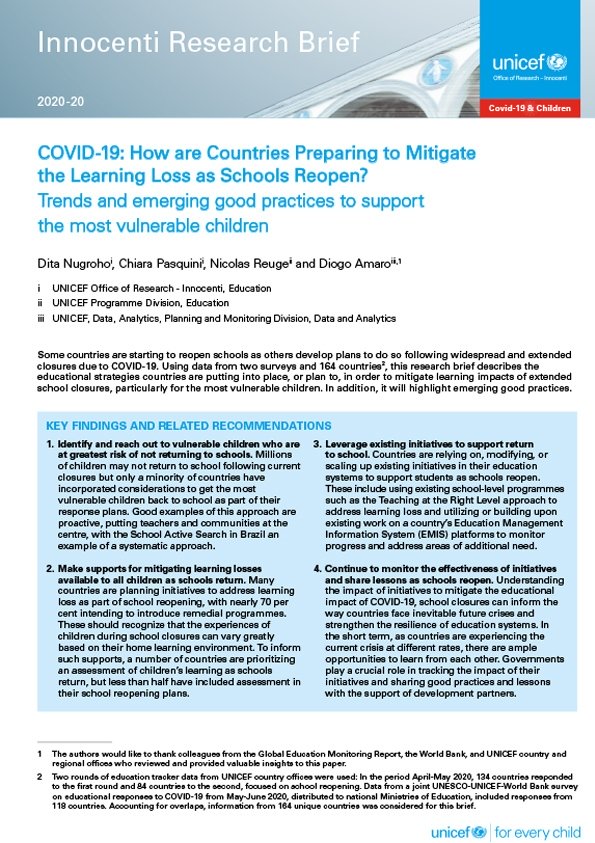 Innocenti Research Brief
unicef
Office of Research - Innocenti
2020-20
Covid-19 & Children
COVID-19: How are Countries Preparing to Mitigate
the Learning Loss as Schools Reopen?
Trends and emerging good practices to support
the most vulnerable children
Dita Nugrohoⁱ, Chiara Pasquiniⁱ, Nicolas Reugeⁱⁱ and Diogo Amaroⁱⁱⁱ,¹
i UNICEF Office of Research - Innocenti, Education
ii UNICEF Programme Division, Education
iii UNICEF, Data, Analytics, Planning and Monitoring Division, Data and Analytics
Some countries are starting to reopen schools as others develop plans to do so following widespread and extended
closures due to COVID-19. Using data from two surveys and 164 countries², this research brief describes the
educational strategies countries are putting into place, or plan to, in order to mitigate learning impacts of extended
school closures, particularly for the most vulnerable children. In addition, it will highlight emerging good practices.
KEY FINDINGS AND RELATED RECOMMENDATIONS
1. Identify and reach out to vulnerable children who are
at greatest risk of not returning to schools. Millions
of children may not return to school following current
closures but only a minority of countries have
incorporated considerations to get the most
vulnerable children back to school as part of their
response plans. Good examples of this approach are
proactive, putting teachers and communities at the
centre, with the School Active Search in Brazil an
example of a systematic approach.
2. Make supports for mitigating learning losses
available to all children as schools return. Many
countries are planning initiatives to address learning
loss as part of school reopening, with nearly 70 per
cent intending to introduce remedial programmes.
These should recognize that the experiences of
children during school closures can vary greatly
based on their home learning environment. To inform
such supports, a number of countries are prioritizing
an assessment of children's learning as schools
return, but less than half have included assessment in
their school reopening plans.
3. Leverage existing initiatives to support return
to school. Countries are relying on, modifying, or
scaling up existing initiatives in their education
systems to support students as schools reopen.
These include using existing school-level programmes
such as the Teaching at the Right Level approach to
address learning loss and utilizing or building upon
existing work on a country's Education Management
Information System (EMIS) platforms to monitor
progress and address areas of additional need.
4. Continue to monitor the effectiveness of initiatives
and share lessons as schools reopen. Understanding
the impact of initiatives to mitigate the educational
impact of COVID-19, school closures can inform the
way countries face inevitable future crises and
strengthen the resilience of education systems. In
the short term, as countries are experiencing the
current crisis at different rates, there are ample
opportunities to learn from each other. Governments
play a crucial role in tracking the impact of their
initiatives and sharing good practices and lessons
with the support of development partners.
1 The authors would like to thank colleagues from the Global Education Monitoring Report, the World Bank, and UNICEF country and
regional offices who reviewed and provided valuable insights to this paper.
2 Two rounds of education tracker data from UNICEF country offices were used: In the period April-May 2020, 134 countries responded
to the first round and 84 countries to the second, focused on school reopening. Data from a joint UNESCO-UNICEF-World Bank survey
on educational responses to COVID-19 from May-June 2020, distributed to national Ministries of Education, included responses from
118 countries. Accounting for overlaps, information from 164 unique countries was considered for this brief.
unicef | for every child